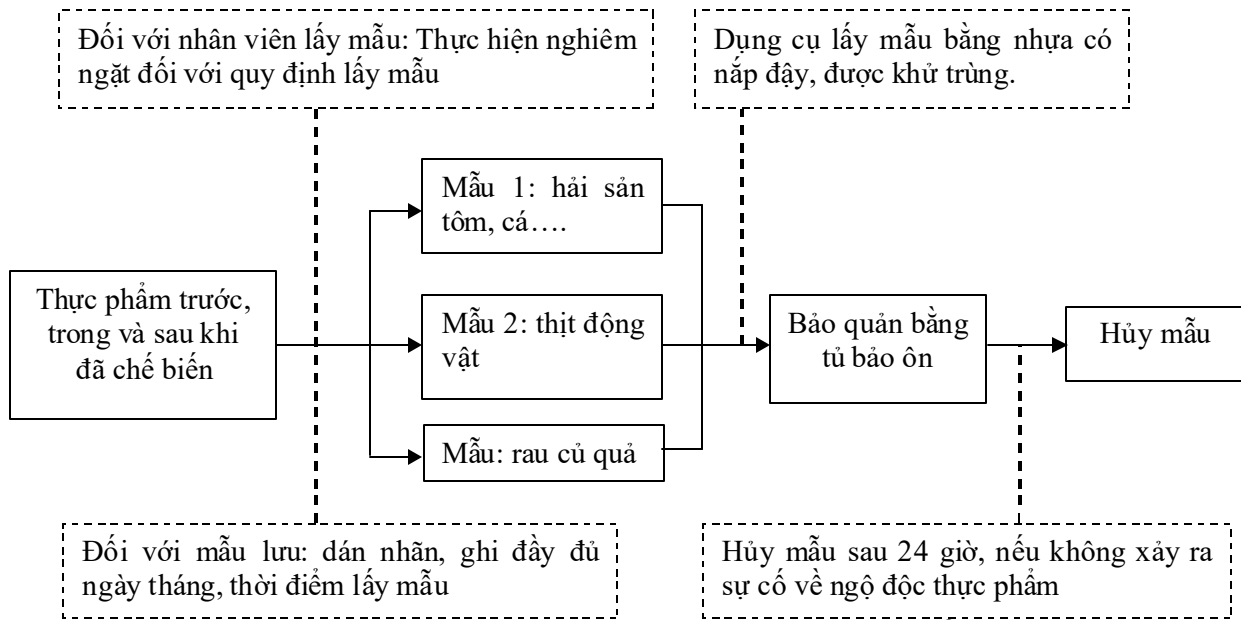 Đối với nhân viên lấy mẫu: Thực hiện nghiêm
ngặt đối với quy định lấy mẫu
Dụng cụ lấy mẫu bằng nhựa có
nắp đậy, được khử trùng.
Mẫu 1: hải sản
tôm, cá….
Thực phẩm trước,
trong và sau khi
đã chế biến
Mẫu 2: thịt động
vật
Bảo quản bằng
tủ bảo ôn
Hủy mẫu
Mẫu: rau củ quả
Đối với mẫu lưu: dán nhãn, ghi đầy đủ
ngày tháng, thời điểm lấy mẫu
Hủy mẫu sau 24 giờ, nếu không xảy ra
sự cố về ngộ độc thực phẩm